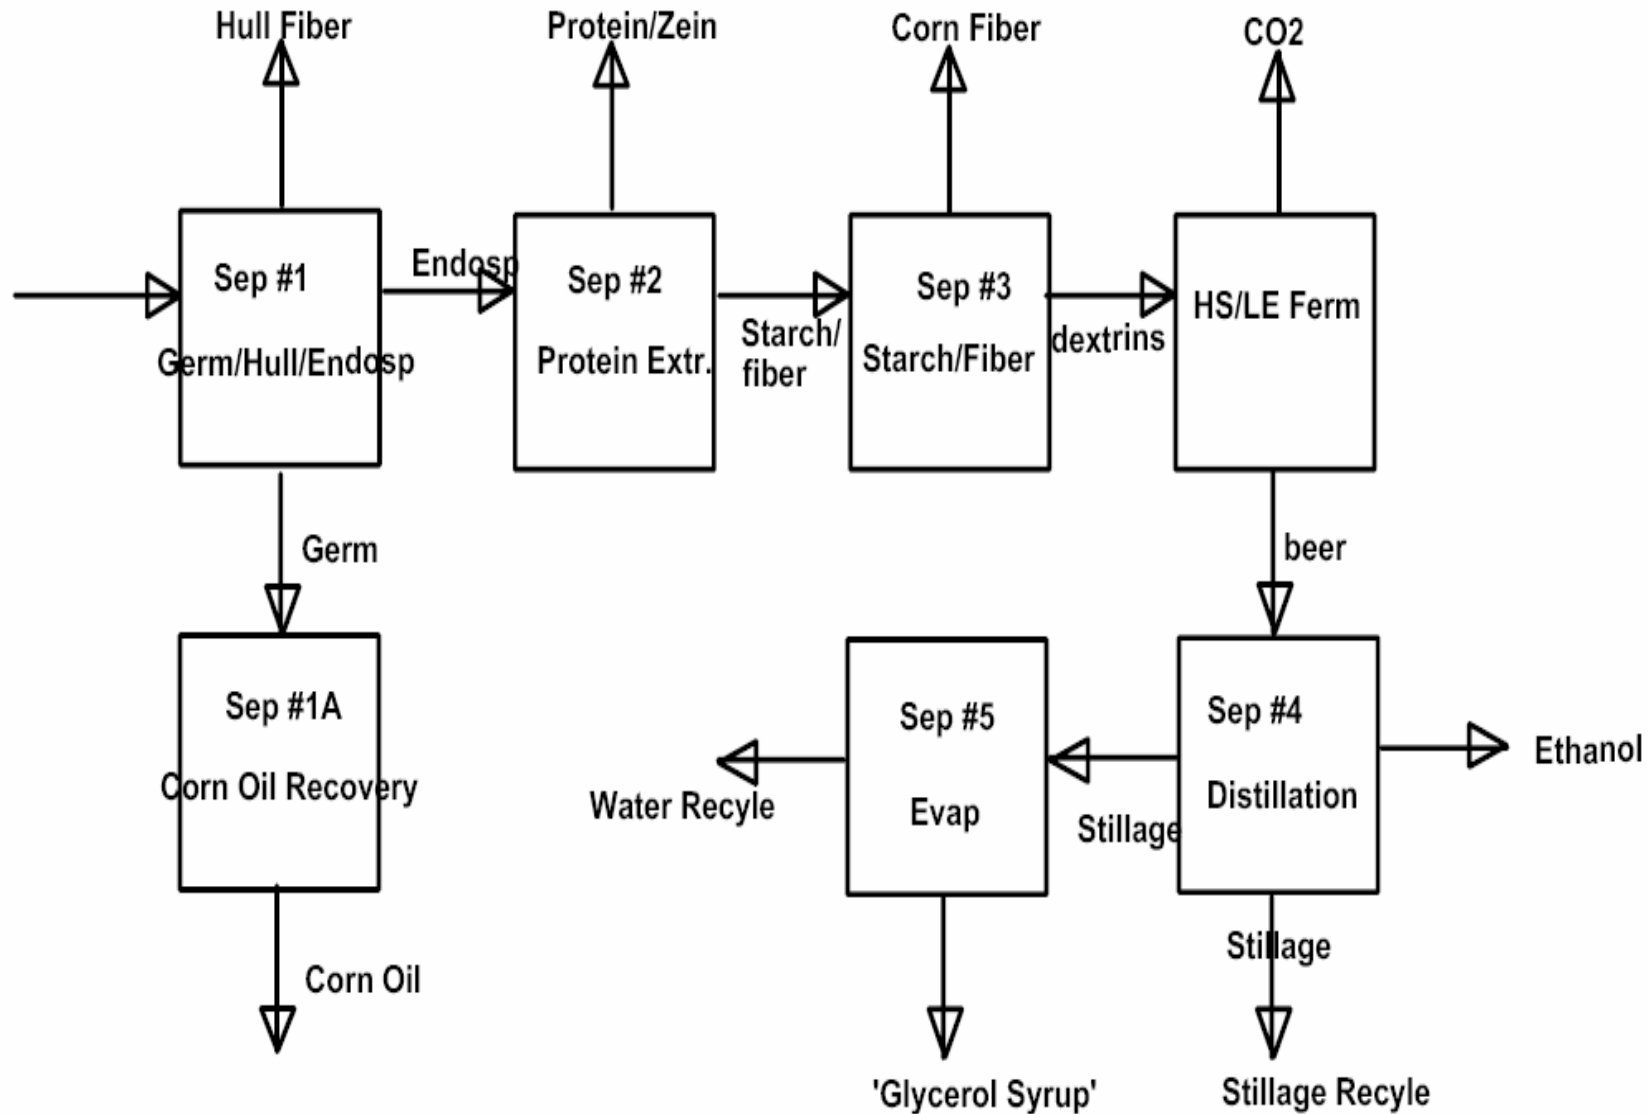 Hull Fiber
Protein/Zein
Corn Fiber
CO2
Sep #1
Germ/Hull/Endosp
Endosp
Sep #2
Protein Extr.
Starch/
fiber
Sep #3
Starch/Fiber
dextrins
HS/LE Ferm
Germ
beer
Sep #1A
Corn Oil Recovery
Water Recyle
Sep #5
Evap
Stillage
Sep #4
Distillation
Ethanol
Corn Oil
Stillage
'Glycerol Syrup'
Stillage Recyle